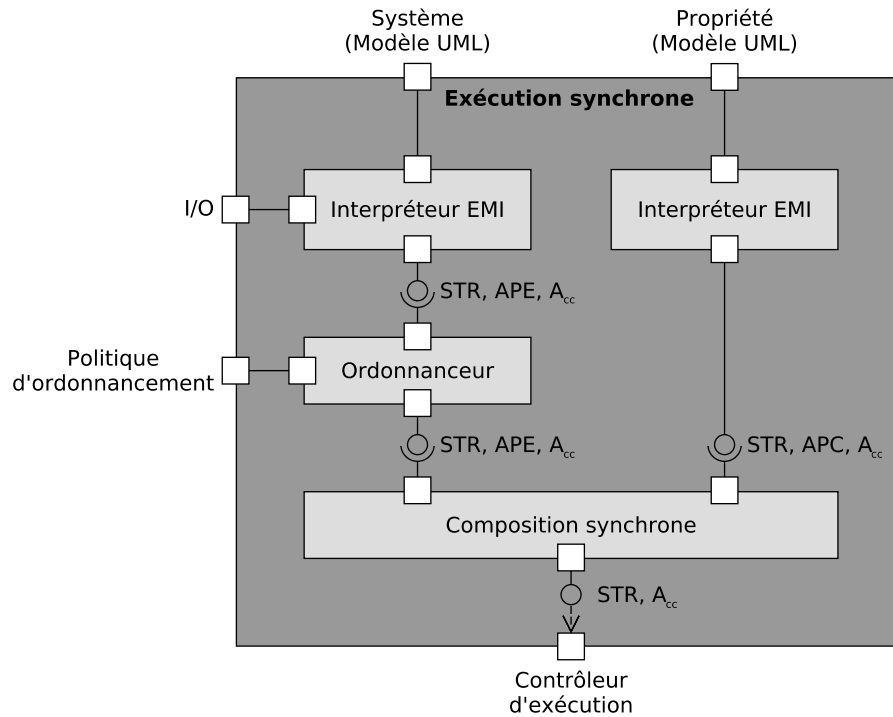 Système
(Modèle UML)
Propriété
(Modèle UML)
Exécution synchrone
I/O
Interpréteur EMI
Interpréteur EMI
STR, APE, Acc
Politique
d'ordonnancement
Ordonnanceur
STR, APE, Acc
STR, APC, Acc
Composition synchrone
STR, Acc
Contrôleur
d'exécution